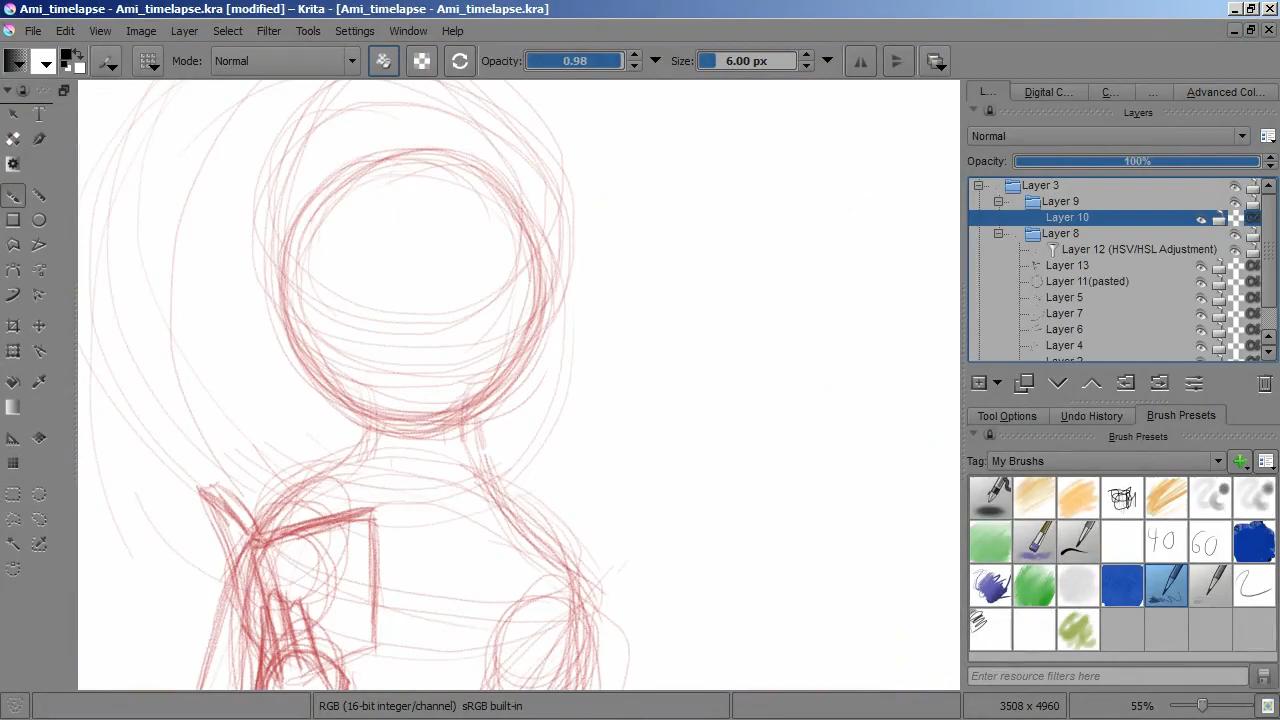 Ami_timelapse - Ami_timelapse.kra [modified] – Krita - [Ami_timelapse - Ami_timelapse.kra]
File Edit View Image Layer Select Filter Tools Settings Window Help
Mode: Normal Opacity: 0.98 Size: 6.00 px
L... Digital C... C... ... Advanced Col...
Layers
Normal
Opacity: 100%
Layer 3
Layer 9
Layer 10
Layer 8
Layer 12 (HSV/HSL Adjustment)
Layer 13
Layer 11(pasted)
Layer 5
Layer 7
Layer 6
Layer 4
Tool Options Undo History Brush Presets
Brush Presets
Tag: My Brushs
40 60
Enter resource filters here
RGB (16-bit integer/channel) sRGB built-in 3508 x 4960 55%